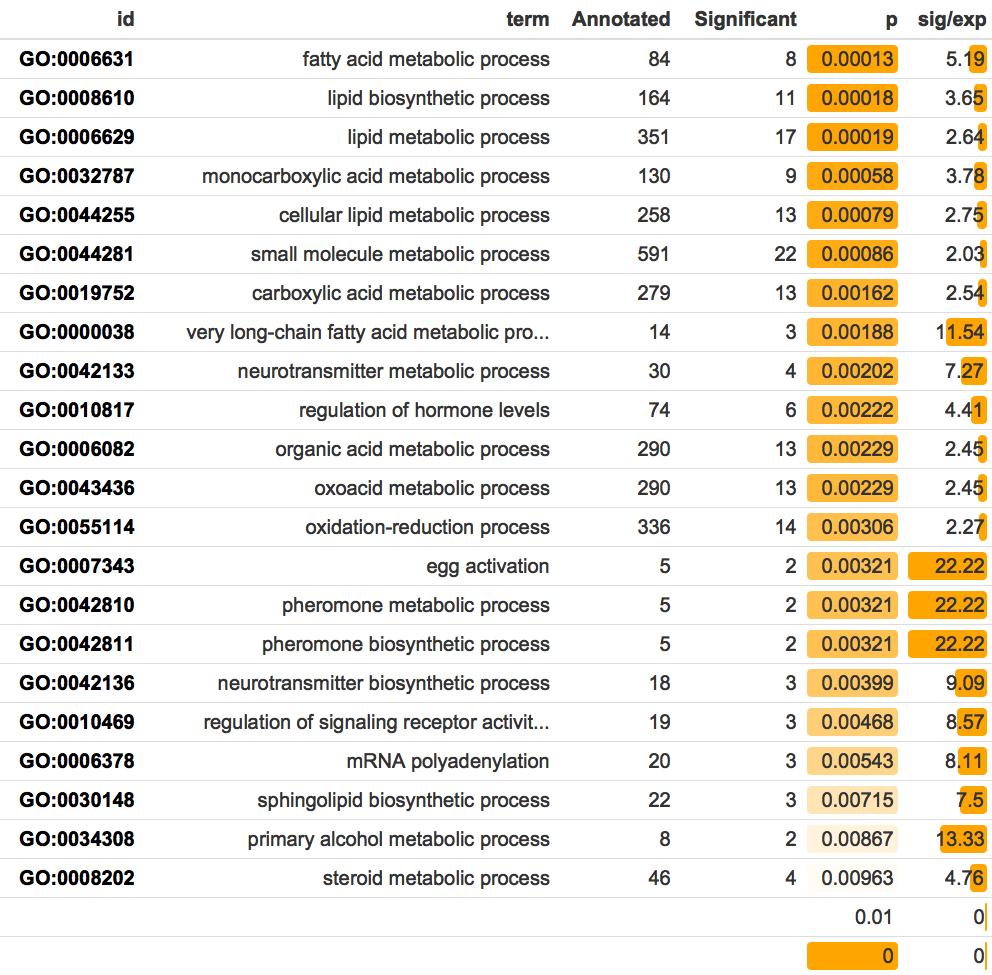 id term Annotated Significant p sig/exp
GO:0006631 fatty acid metabolic process 84 8 0.00013 5.19
GO:0008610 lipid biosynthetic process 164 11 0.00018 3.65
GO:0006629 lipid metabolic process 351 17 0.00019 2.64
GO:0032787 monocarboxylic acid metabolic process 130 9 0.00058 3.78
GO:0044255 cellular lipid metabolic process 258 13 0.00079 2.75
GO:0044281 small molecule metabolic process 591 22 0.00086 2.03
GO:0019752 carboxylic acid metabolic process 279 13 0.00162 2.54
GO:0000038 very long-chain fatty acid metabolic pro... 14 3 0.00188 11.54
GO:0042133 neurotransmitter metabolic process 30 4 0.00202 7.27
GO:0010817 regulation of hormone levels 74 6 0.00222 4.41
GO:0006082 organic acid metabolic process 290 13 0.00229 2.45
GO:0043436 oxoacid metabolic process 290 13 0.00229 2.45
GO:0055114 oxidation-reduction process 336 14 0.00306 2.27
GO:0007343 egg activation 5 2 0.00321 22.22
GO:0042810 pheromone metabolic process 5 2 0.00321 22.22
GO:0042811 pheromone biosynthetic process 5 2 0.00321 22.22
GO:0042136 neurotransmitter biosynthetic process 18 3 0.00399 9.09
GO:0010469 regulation of signaling receptor activit... 19 3 0.00468 8.57
GO:0006378 mRNA polyadenylation 20 3 0.00543 8.11
GO:0030148 sphingolipid biosynthetic process 22 3 0.00715 7.5
GO:0034308 primary alcohol metabolic process 8 2 0.00867 13.33
GO:0008202 steroid metabolic process 46 4 0.00963 4.76
0.01 0
0 0